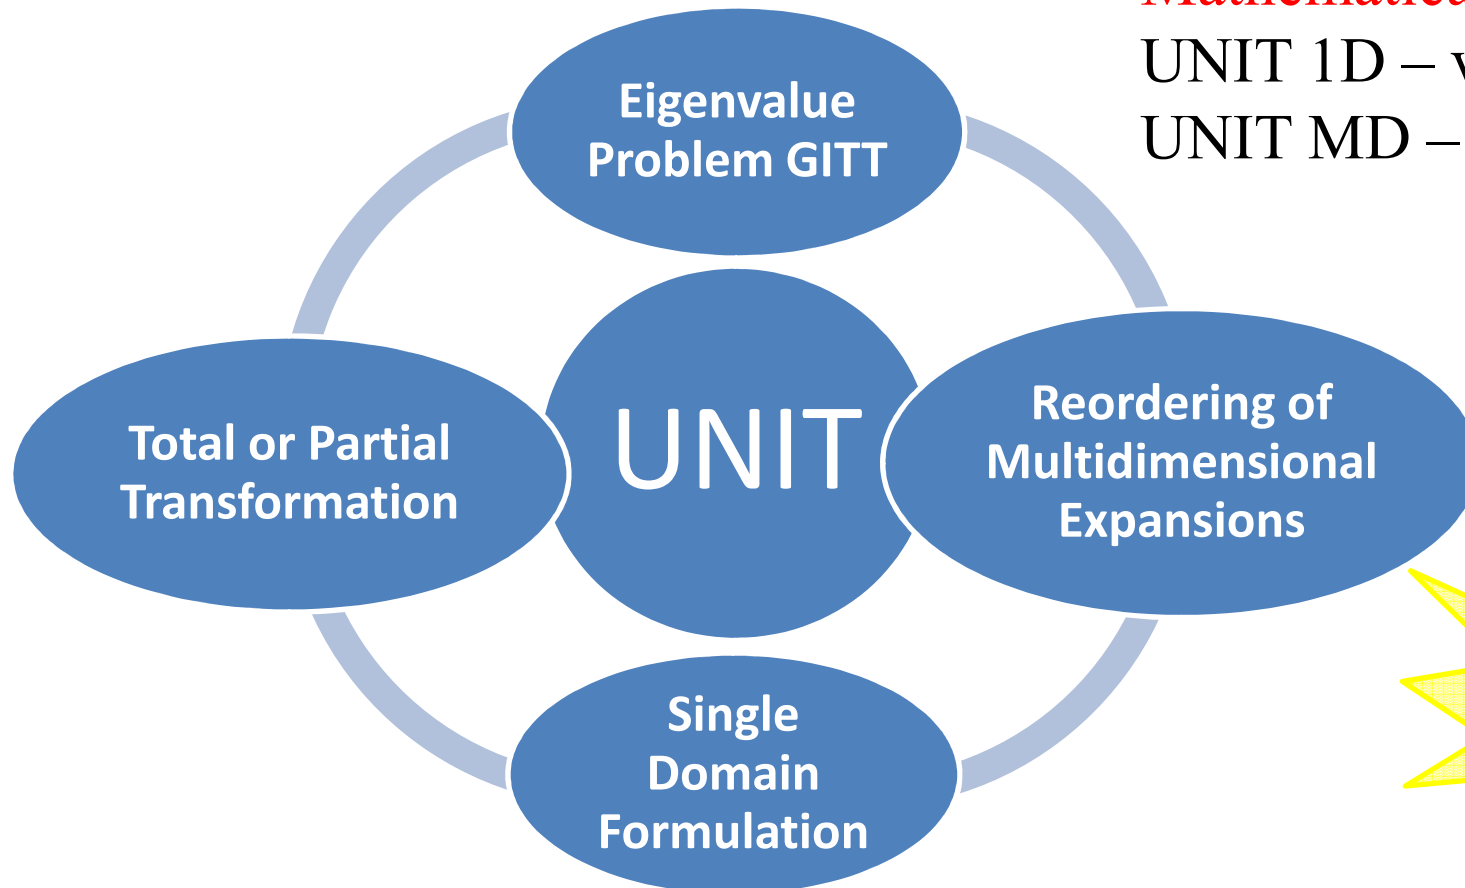 UNIT 1D –
UNIT MD –
Eigenvalue
Problem GITT
Total or Partial
Transformation
UNIT
Reordering of
Multidimensional
Expansions
Single
Domain
Formulation